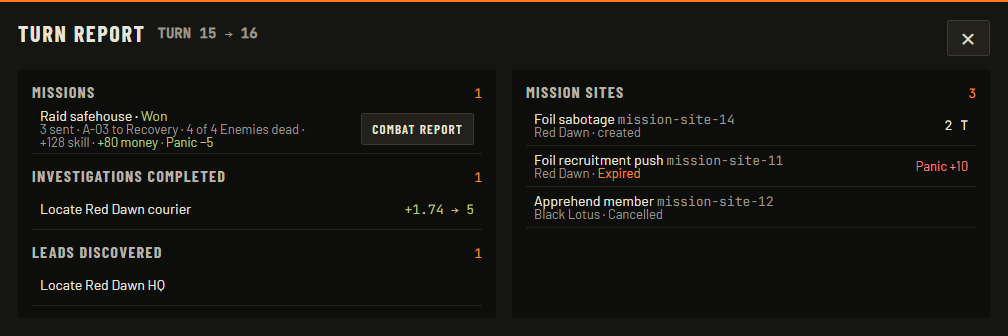 TURN REPORT TURN 15 → 16
×
MISSIONS 1
Raid safehouse · Won
3 sent · A-03 to Recovery · 4 of 4 Enemies dead ·
+128 skill · +80 money · Panic −5
COMBAT REPORT
INVESTIGATIONS COMPLETED 1
Locate Red Dawn courier +1.74 → 5
LEADS DISCOVERED 1
Locate Red Dawn HQ
MISSION SITES 3
Foil sabotage mission-site-14
Red Dawn · created
2 T
Foil recruitment push mission-site-11
Red Dawn · Expired
Panic +10
Apprehend member mission-site-12
Black Lotus · Cancelled